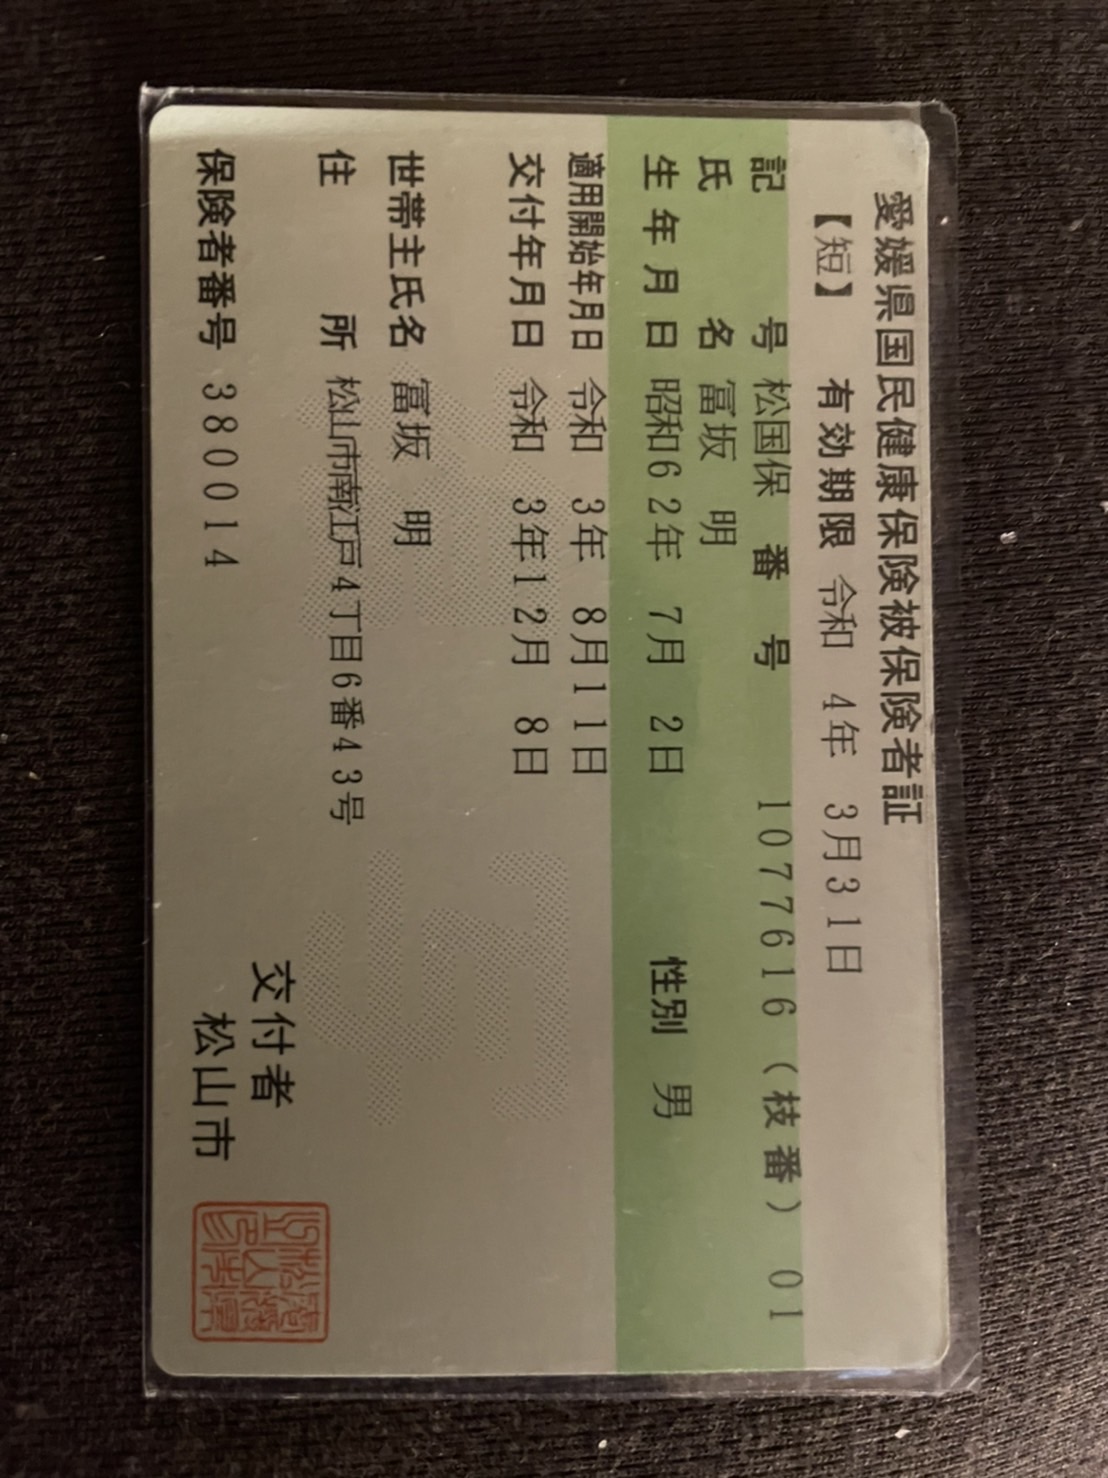 愛媛県国民健康保険被保険者証
【短】 有効期限 令和 4年 3月31日
記号 松国保 番号 1077616 (枝番) 01
氏名 冨坂 明
生年月日 昭和62年 7月 2日 性別 男
適用開始年月日 令和 3年 8月11日
交付年月日 令和 3年12月 8日
世帯主氏名 冨坂 明
住所 松山市南江戸4丁目6番43号
保険者番号 380014
交付者
松山市